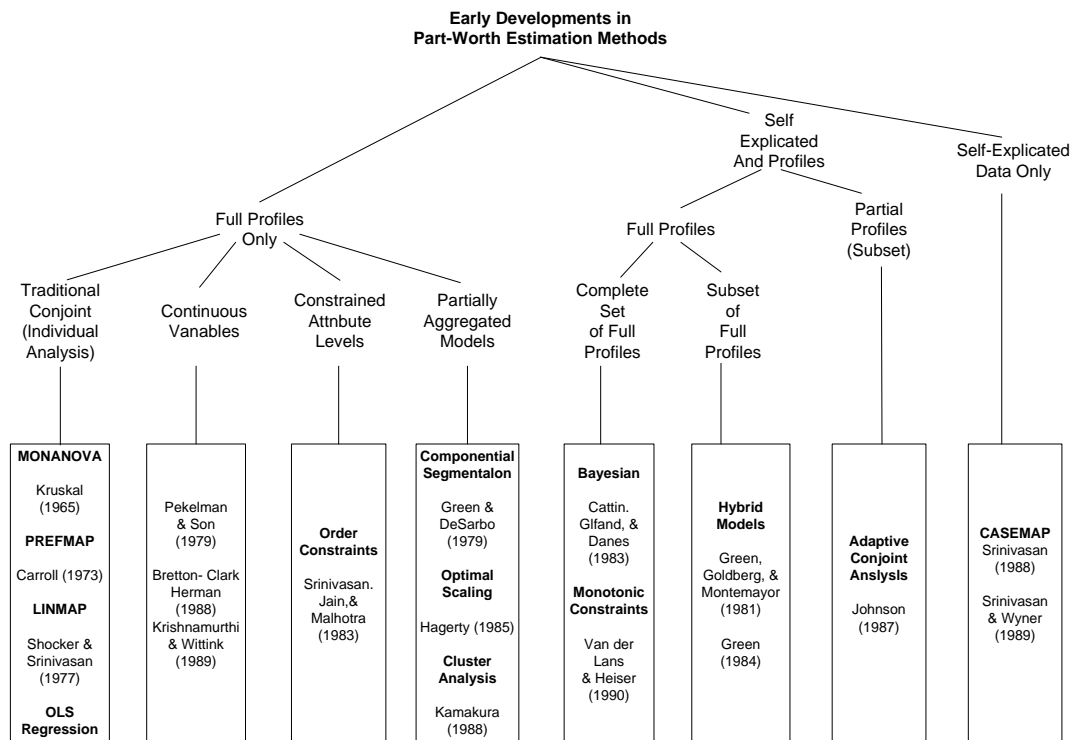 Early Developments in
Part-Worth Estimation Methods
Full Profiles
Only
Self
Explicated
And Profiles
Self-Explicated
Data Only
Full Profiles
Partial
Profiles
(Subset)
Traditional
Conjoint
(Individual
Analysis)
Continuous
Vanables
Constrained
Attnbute
Levels
Partially
Aggregated
Models
Complete
Set
of Full
Profiles
Subset
of
Full
Profiles
MONANOVA
Kruskal
(1965)
PREFMAP
Carroll (1973)
LINMAP
Shocker &
Srinivasan
(1977)
OLS
Regression
Pekelman
& Son
(1979)
Bretton- Clark
Herman
(1988)
Krishnamurthi
& Wittink
(1989)
Order
Constraints
Srinivasan.
Jain,&
Malhotra
(1983)
Componential
Segmentalon
Green &
DeSarbo
(1979)
Optimal
Scaling
Hagerty (1985)
Cluster
Analysis
Kamakura
(1988)
Bayesian
Cattin.
Glfand, &
Danes
(1983)
Monotonic
Constraints
Van der
Lans
& Heiser
(1990)
Hybrid
Models
Green,
Goldberg, &
Montemayor
(1981)
Green
(1984)
Adaptive
Conjoint
Anslysis
Johnson
(1987)
CASEMAP
Srinivasan
(1988)
Srinivasan
& Wyner
(1989)